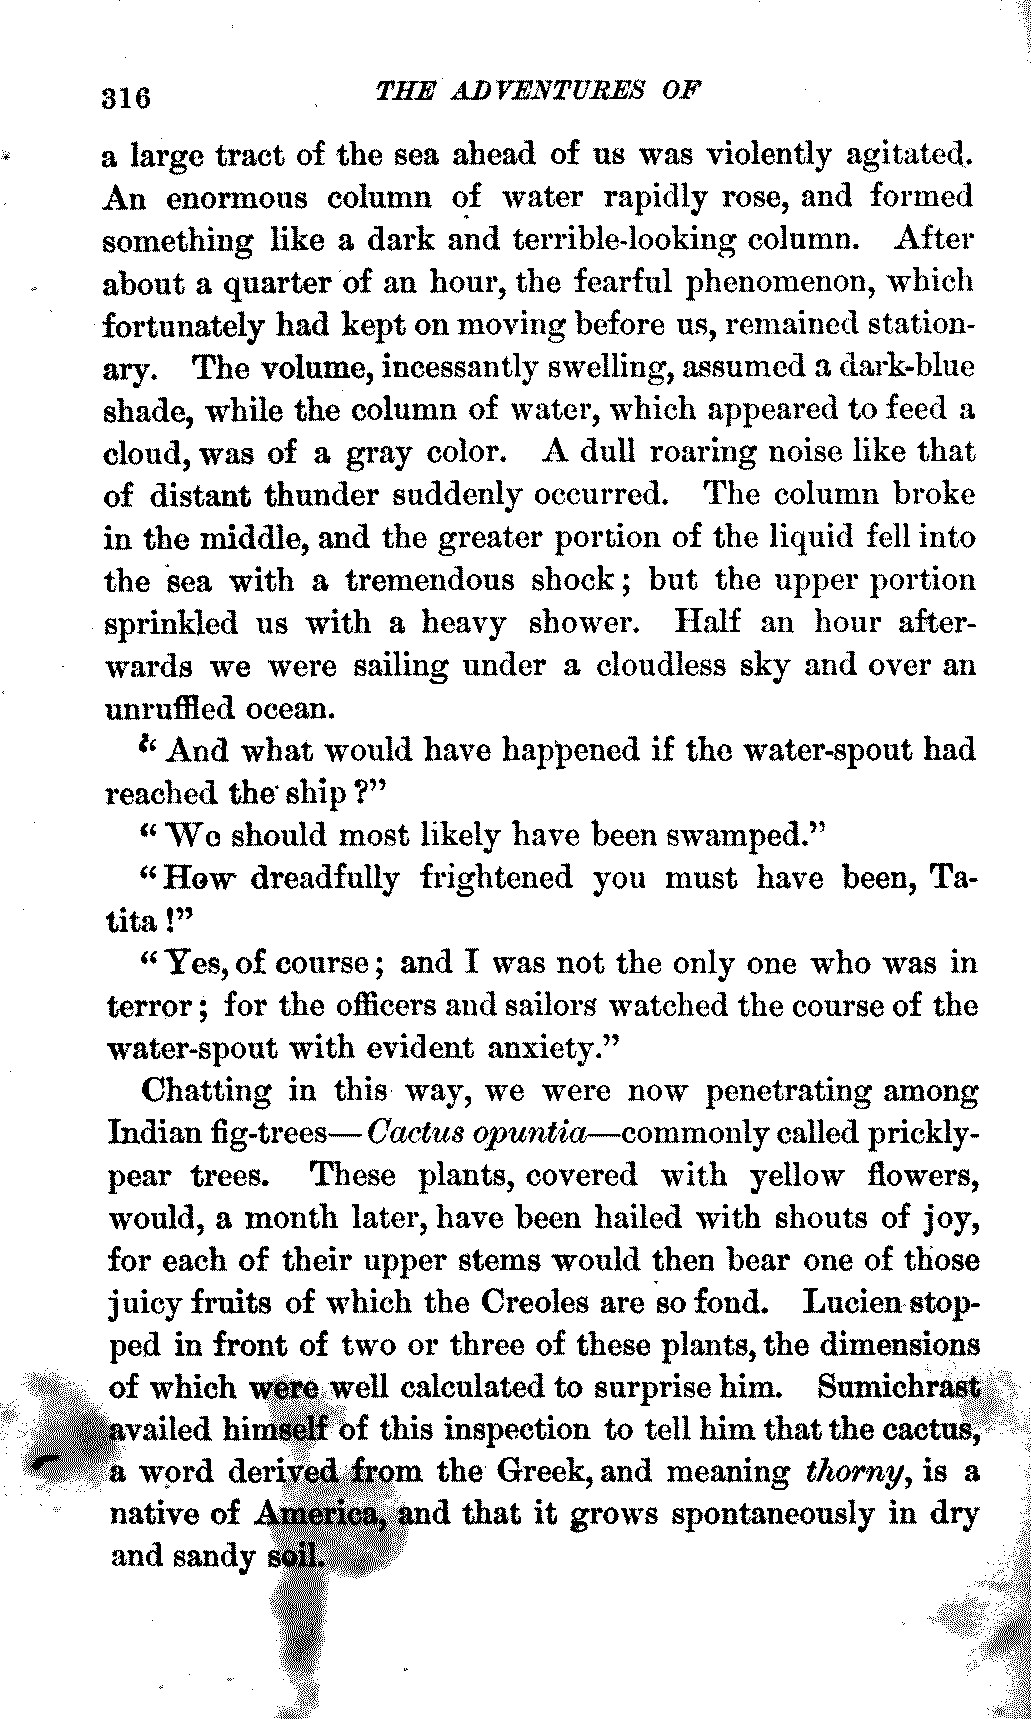 316 THE ADVENTURES OF
a large tract of the sea ahead of us was violently agitated.
An enormous column of water rapidly rose, and formed
something like a dark and terrible-looking column. After
about a quarter of an hour, the fearful phenomenon, which
fortunately had kept on moving before us, remained station-
ary. The volume, incessantly swelling, assumed a dark-blue
shade, while the column of water, which appeared to feed a
cloud, was of a gray color. A dull roaring noise like that
of distant thunder suddenly occurred. The column broke
in the middle, and the greater portion of the liquid fell into
the sea with a tremendous shock; but the upper portion
sprinkled us with a heavy shower. Half an hour after-
wards we were sailing under a cloudless sky and over an
unruffled ocean.
“And what would have happened if the water-spout had
reached the ship?”
“We should most likely have been swamped.”
“How dreadfully frightened you must have been, Ta-
tita!”
“Yes, of course; and I was not the only one who was in
terror; for the officers and sailors watched the course of the
water-spout with evident anxiety.”
Chatting in this way, we were now penetrating among
Indian fig-trees—Cactus opuntia—commonly called prickly-
pear trees. These plants, covered with yellow flowers,
would, a month later, have been hailed with shouts of joy,
for each of their upper stems would then bear one of those
juicy fruits of which the Creoles are so fond. Lucien stop-
ped in front of two or three of these plants, the dimensions
of which were well calculated to surprise him. Sumichrast
availed himself of this inspection to tell him that the cactus,
a word derived from the Greek, and meaning thorny, is a
native of America, and that it grows spontaneously in dry
and sandy soil.